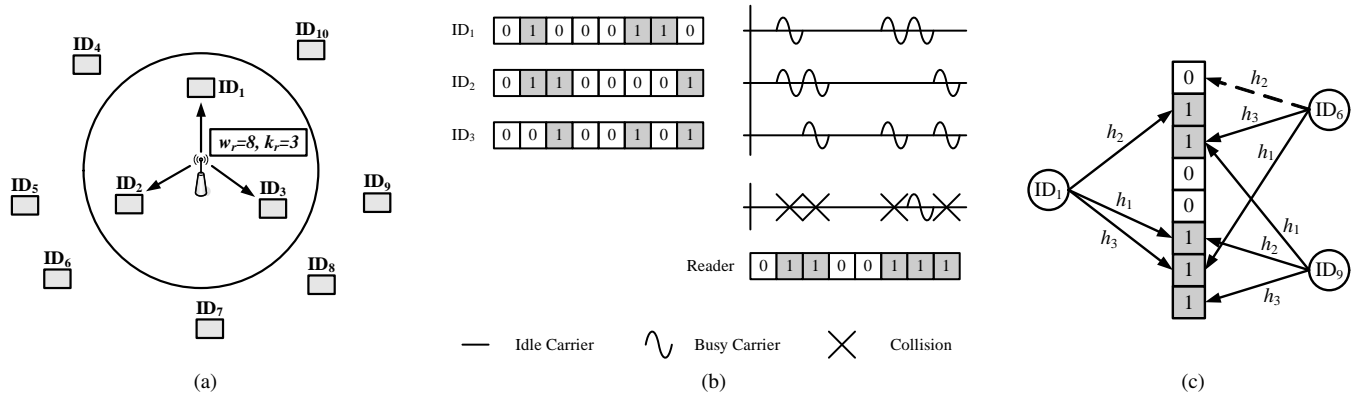 ID4
ID10
ID1
wr=8, kr=3
ID2
ID3
ID5
ID9
ID6
ID8
ID7
(a)
ID1 0 1 0 0 0 1 1 0
ID2 0 1 1 0 0 0 0 1
ID3 0 0 1 0 0 1 0 1
Reader 0 1 1 0 0 1 1 1
Idle Carrier Busy Carrier Collision
(b)
0
h2
ID6
1
h2
h3
1
h1
0
ID1
0
h1
h1
1
h2
h3
1
ID9
1
h3
(c)